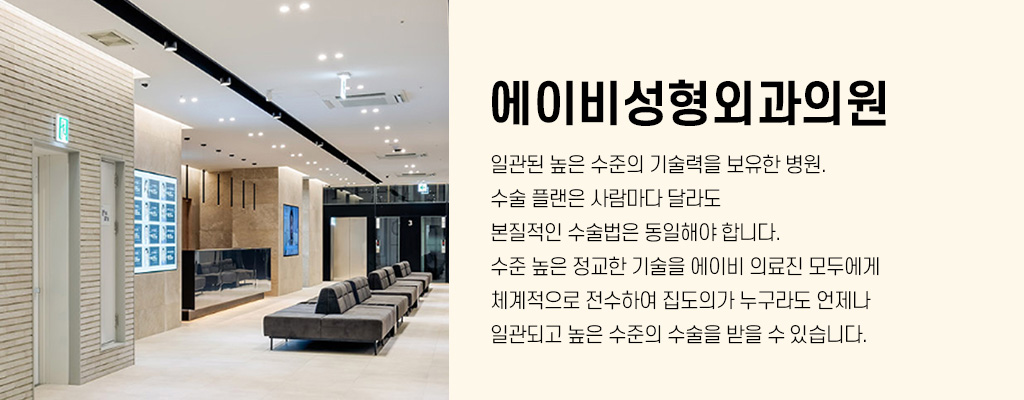 에이비성형외과의원
일관된 높은 수준의 기술력을 보유한 병원.
수술 플랜은 사람마다 달라도
본질적인 수술법은 동일해야 합니다.
수준 높은 정교한 기술을 에이비 의료진 모두에게
체계적으로 전수하여 집도의가 누구라도 언제나
일관되고 높은 수준의 수술을 받을 수 있습니다.